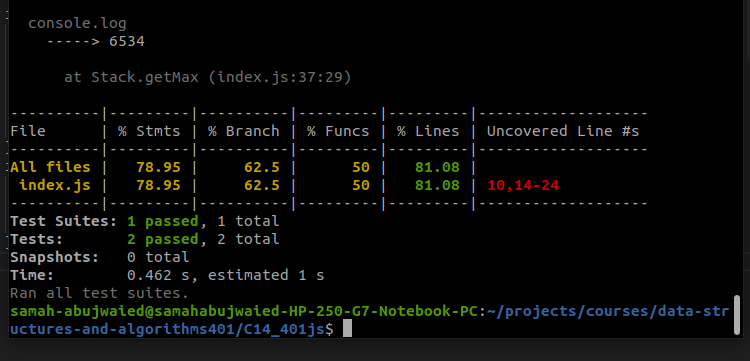 console.log
-----> 6534
at Stack.getMax (index.js:37:29)
----------|---------|----------|---------|---------|-------------------
File      | % Stmts | % Branch | % Funcs | % Lines | Uncovered Line #s
----------|---------|----------|---------|---------|-------------------
All files |   78.95 |     62.5 |      50 |   81.08 |
 index.js |   78.95 |     62.5 |      50 |   81.08 | 10,14-24
----------|---------|----------|---------|---------|-------------------
Test Suites: 1 passed, 1 total
Tests:       2 passed, 2 total
Snapshots:   0 total
Time:        0.462 s, estimated 1 s
Ran all test suites.
samah-abujwaied@samahabujwaied-HP-250-G7-Notebook-PC:~/projects/courses/data-str
uctures-and-algorithms401/C14_401js$